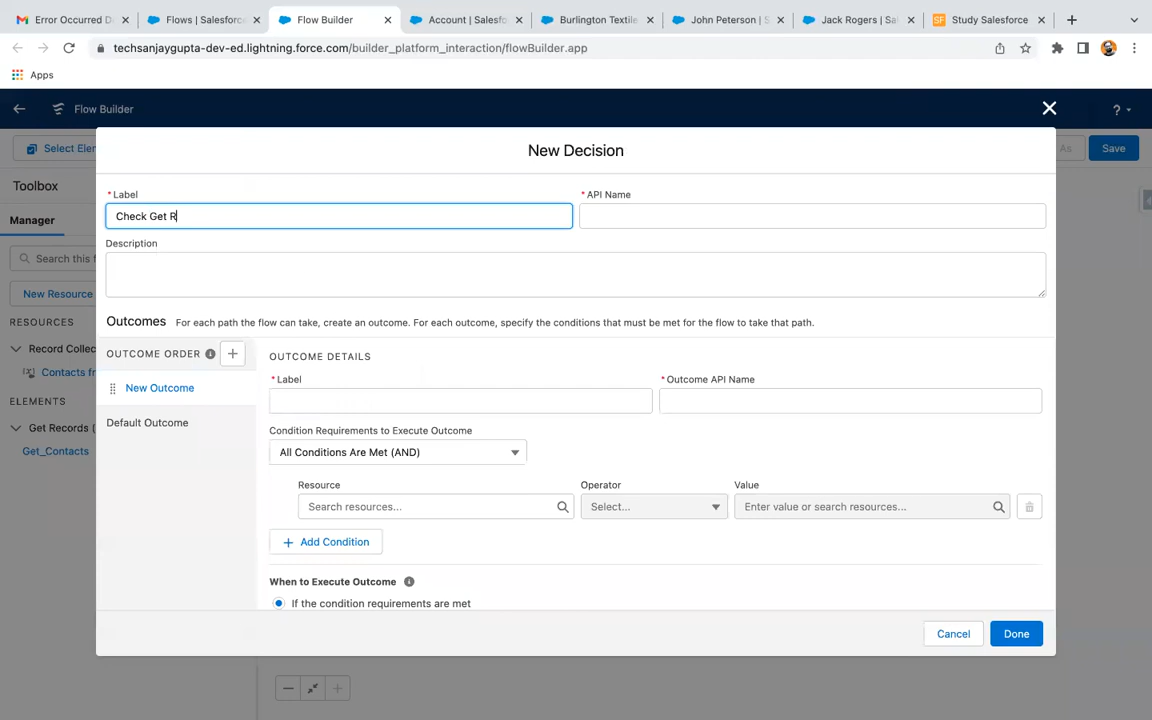 Error Occurred D
Flows | Salesforc
Flow Builder
Account | Salesfo
Burlington Textile
John Peterson | S
Jack Rogers | Sa
SF Study Salesforce
techsanjaygupta-dev-ed.lightning.force.com/builder_platform_interaction/flowBuilder.app
Apps
Flow Builder
?
Select Elem
As
Save
New Decision
Toolbox
* Label
* API Name
Manager
Check Get R
Description
Search this f
New Resource
RESOURCES
Outcomes For each path the flow can take, create an outcome. For each outcome, specify the conditions that must be met for the flow to take that path.
Record Collec
OUTCOME ORDER
OUTCOME DETAILS
Contacts fr
* Label
* Outcome API Name
New Outcome
ELEMENTS
Default Outcome
Get Records (
Condition Requirements to Execute Outcome
Get_Contacts
All Conditions Are Met (AND)
Resource
Operator
Value
Search resources...
Select...
Enter value or search resources...
Add Condition
When to Execute Outcome
If the condition requirements are met
Cancel
Done